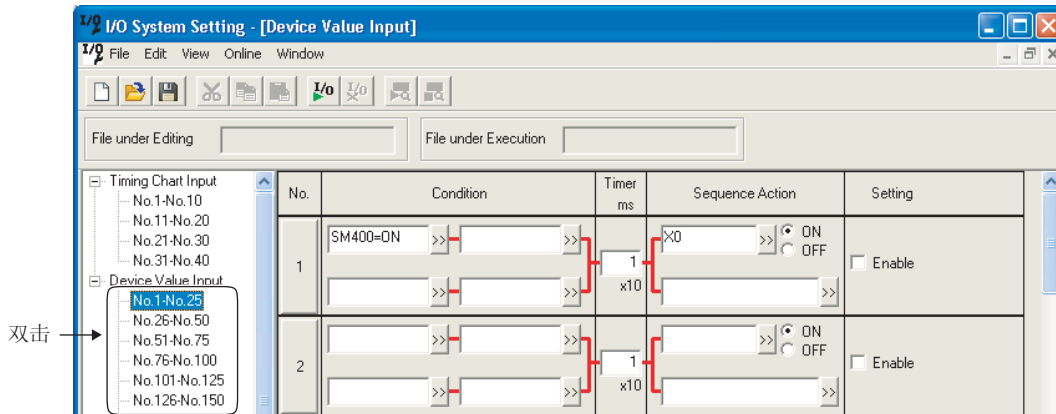 I/O System Setting - [Device Value Input]
File Edit View Online Window
File under Editing
File under Execution
Timing Chart Input
No.1-No.10
No.11-No.20
No.21-No.30
No.31-No.40
Device Value Input
No.1-No.25
No.26-No.50
No.51-No.75
No.76-No.100
No.101-No.125
No.126-No.150
双击
No. Condition Timer ms Sequence Action Setting
1 SM400=ON >> >> 1 x10 X0 >> ON OFF Enable
>> >> >>
2 >> >> 1 x10 >> ON OFF Enable
>> >> >>